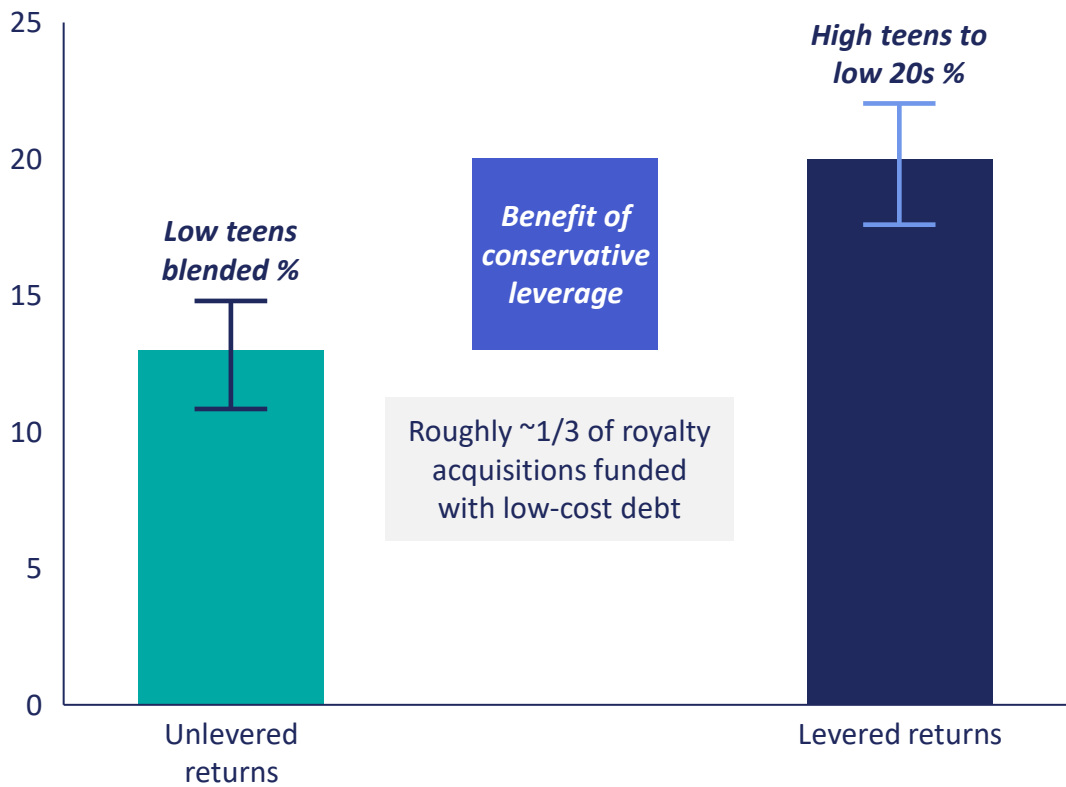 25
20
15
10
5
0
Low teens
blended %
Benefit of
conservative
leverage
High teens to
low 20s %
Roughly ~1/3 of royalty
acquisitions funded
with low-cost debt
Unlevered
returns
Levered returns